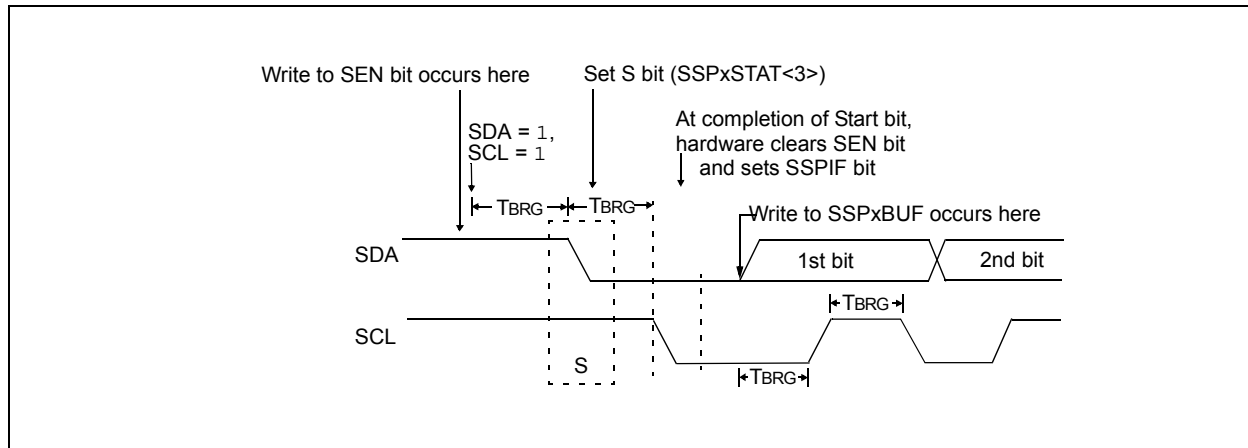 Write to SEN bit occurs here
Set S bit (SSPxSTAT<3>)
SDA = 1,
SCL = 1
At completion of Start bit,
hardware clears SEN bit
and sets SSPIF bit
TBRG
TBRG
Write to SSPxBUF occurs here
SDA
1st bit
2nd bit
TBRG
SCL
S
TBRG